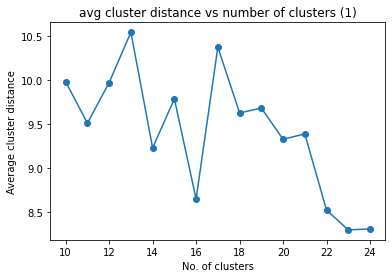 avg cluster distance vs number of clusters (1)
10.5
10.0
9.5
9.0
8.5
Average cluster distance
10 12 14 16 18 20 22 24
No. of clusters